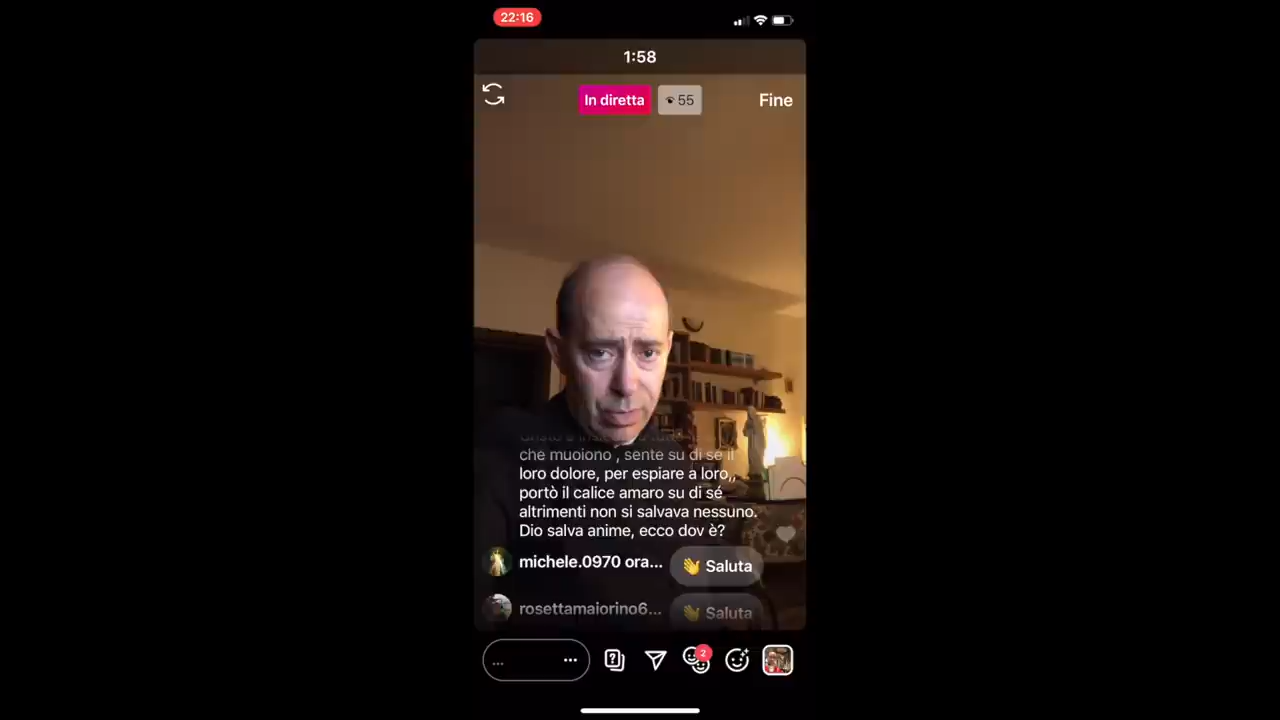 22:16
1:58
In diretta
55
Fine
che muoiono , sente su di sé il
loro dolore, per espiare a loro,,
portò il calice amaro su di sé
altrimenti non si salvava nessuno.
Dio salva anime, ecco dov è?
michele.0970 ora...
👋 Saluta
rosettamaiorino6...
👋 Saluta
...
2